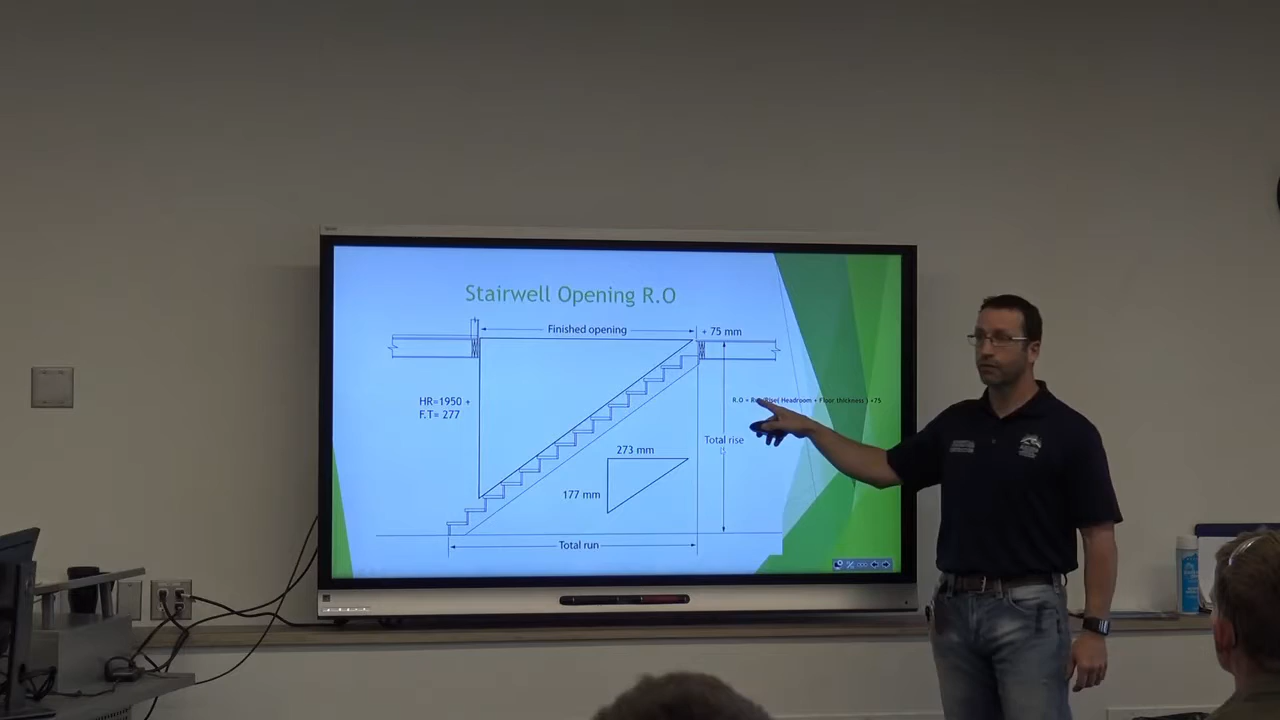 Stairwell Opening R.O
Finished opening
+ 75 mm
HR=1950 +
F.T= 277
R.O = Headroom + Floor thickness ) +75
Total rise
273 mm
177 mm
Total run